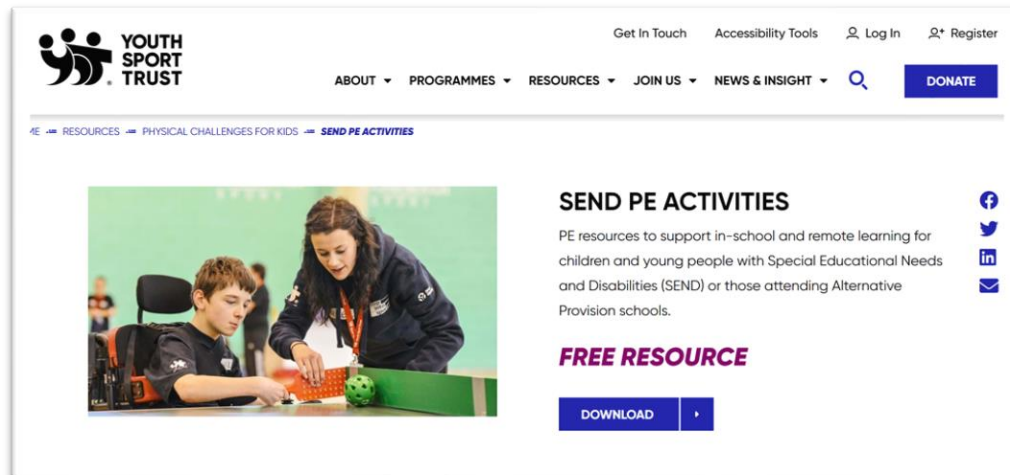 YOUTH
SPORT
TRUST
Get In Touch Accessibility Tools Log In Register
ABOUT PROGRAMMES RESOURCES JOIN US NEWS & INSIGHT DONATE
RESOURCES PHYSICAL CHALLENGES FOR KIDS SEND PE ACTIVITIES
SEND PE ACTIVITIES
PE resources to support in-school and remote learning for
children and young people with Special Educational Needs
and Disabilities (SEND) or those attending Alternative
Provision schools.
FREE RESOURCE
DOWNLOAD